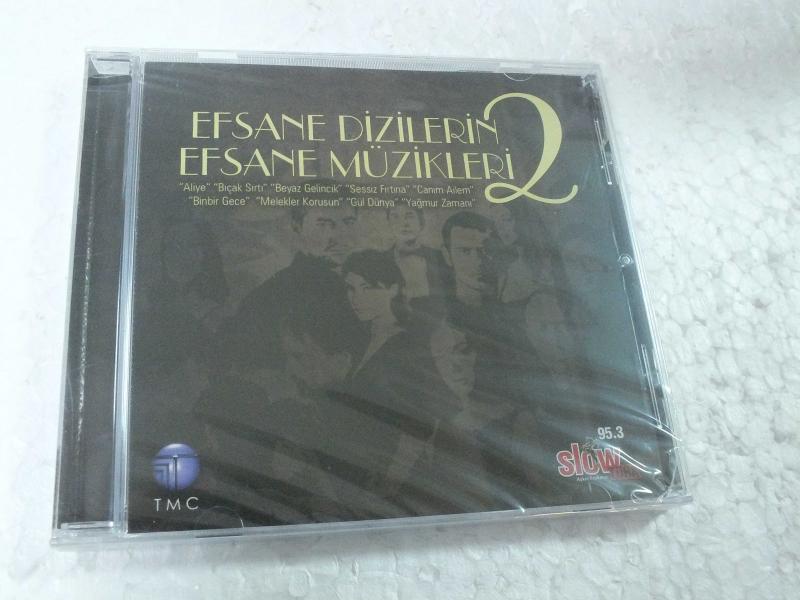 EFSANE DİZİLERİN
EFSANE MÜZİKLERİ 2
"Aliye" "Bıçak Sırtı" "Beyaz Gelincik" "Sessiz Fırtına" "Canım Ailem"
"Binbir Gece" "Melekler Korusun" "Gül Dünya" "Yağmur Zamanı"
95.3
slow
TMC